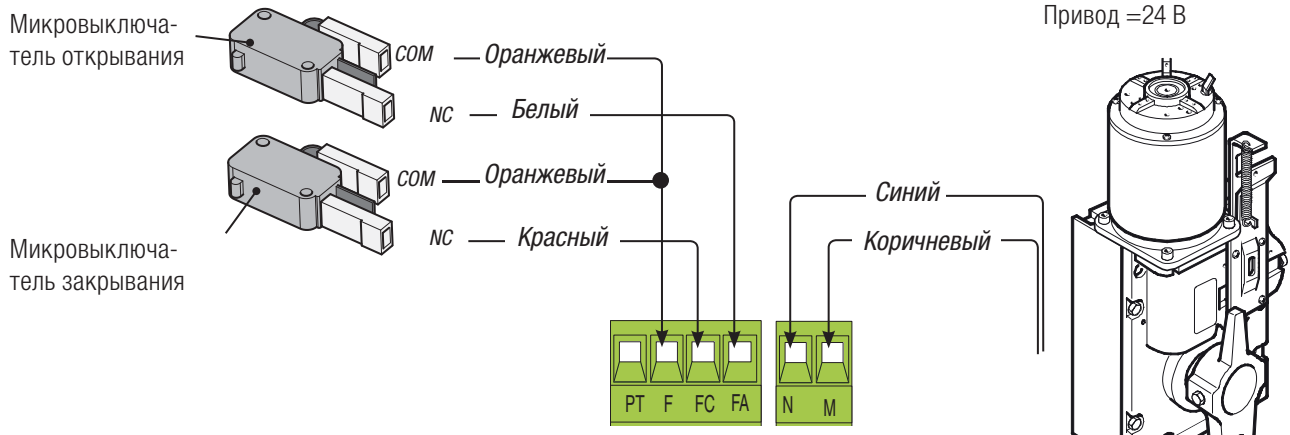 Микровыключа-
тель открывания
COM
Оранжевый
NC
Белый
COM
Оранжевый
NC
Красный
Микровыключа-
тель закрывания
Привод =24 В
Синий
Коричневый
PT F FC FA N M